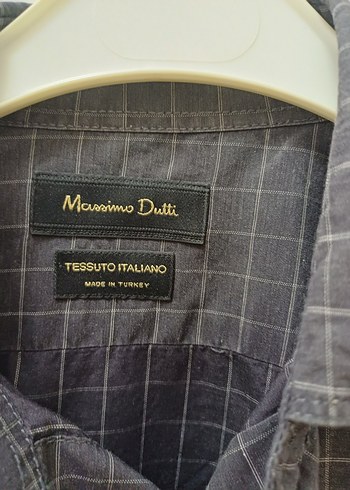 Massimo Dutti
TESSUTO ITALIANO
MADE IN TURKEY